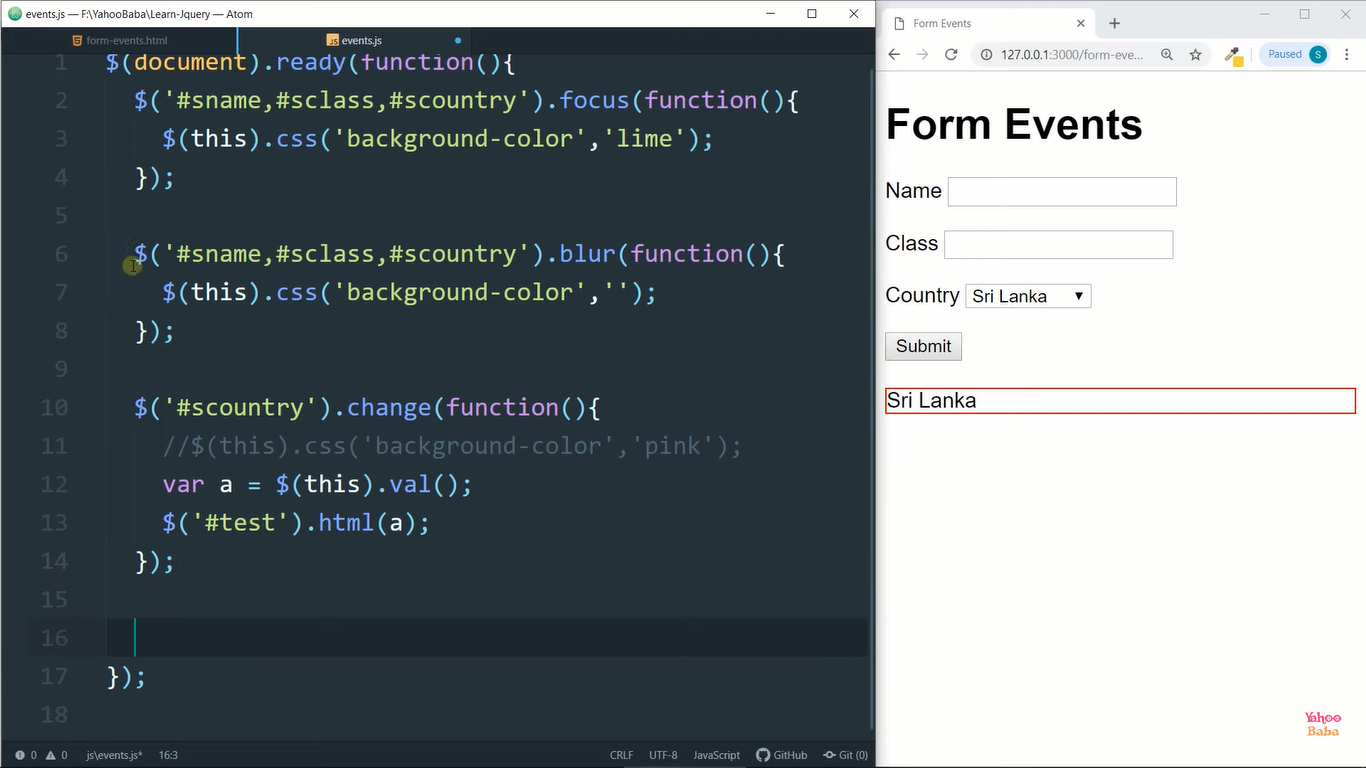 events.js — F:\YahooBaba\Learn-Jquery — Atom
form-events.html
events.js
1 $(document).ready(function(){
2 $('#sname,#sclass,#scountry').focus(function(){
3 $(this).css('background-color','lime');
4 });
5
6 $('#sname,#sclass,#scountry').blur(function(){
7 $(this).css('background-color','');
8 });
9
10 $('#scountry').change(function(){
11 //$(this).css('background-color','pink');
12 var a = $(this).val();
13 $('#test').html(a);
14 });
15
16
17 });
18
0 0 js\events.js* 16:3 CRLF UTF-8 JavaScript GitHub Git (0)
Form Events
127.0.0.1:3000/form-eve... Paused S
Form Events
Name
Class
Country Sri Lanka
Submit
Sri Lanka
Yahoo
Baba